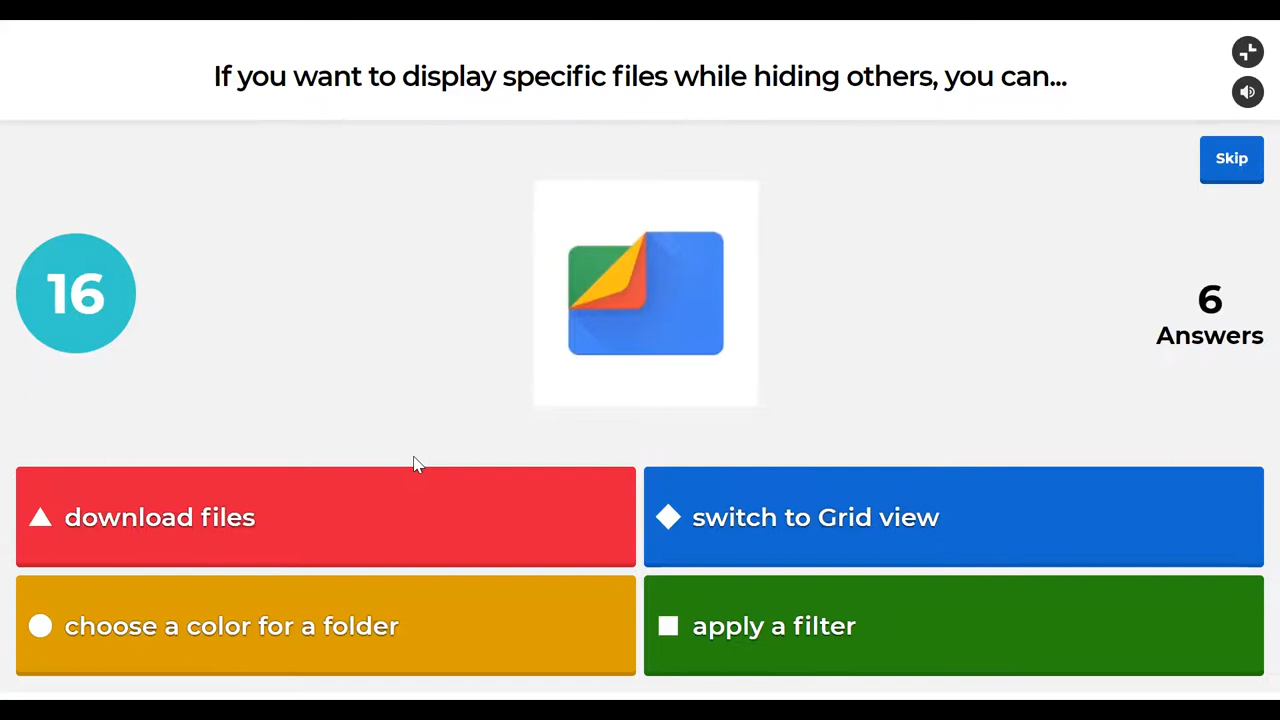 If you want to display specific files while hiding others, you can...
Skip
16
6
Answers
download files
switch to Grid view
choose a color for a folder
apply a filter